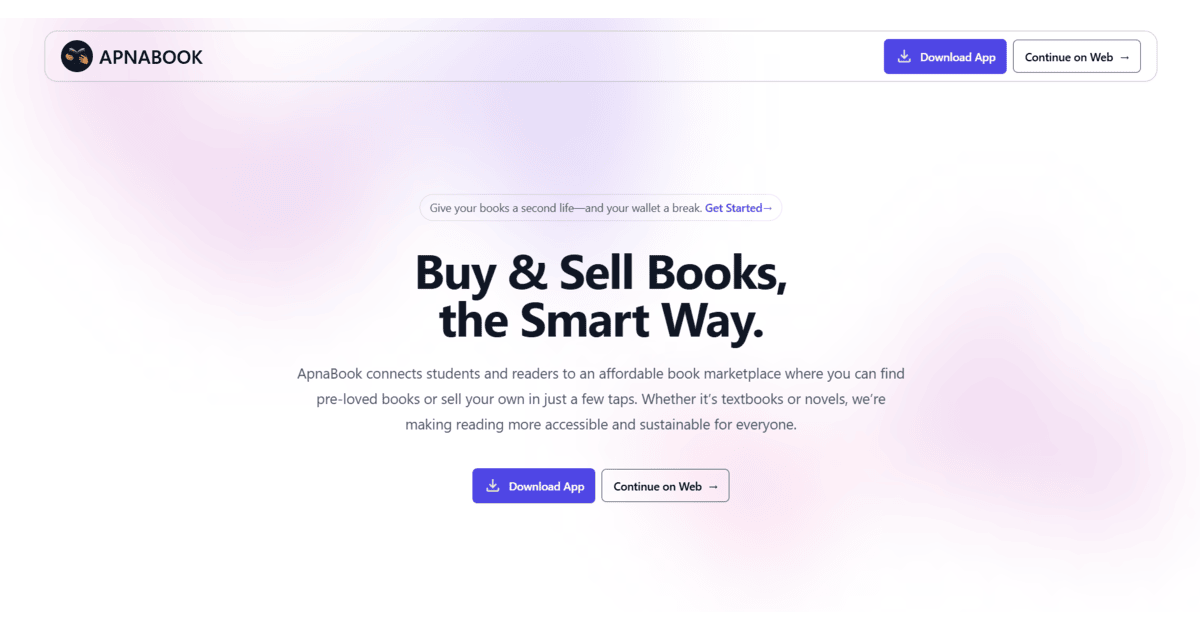 APNABOOK
Download App
Continue on Web →
Give your books a second life—and your wallet a break. Get Started→
Buy & Sell Books,
the Smart Way.
ApnaBook connects students and readers to an affordable book marketplace where you can find
pre-loved books or sell your own in just a few taps. Whether it’s textbooks or novels, we’re
making reading more accessible and sustainable for everyone.
Download App
Continue on Web →